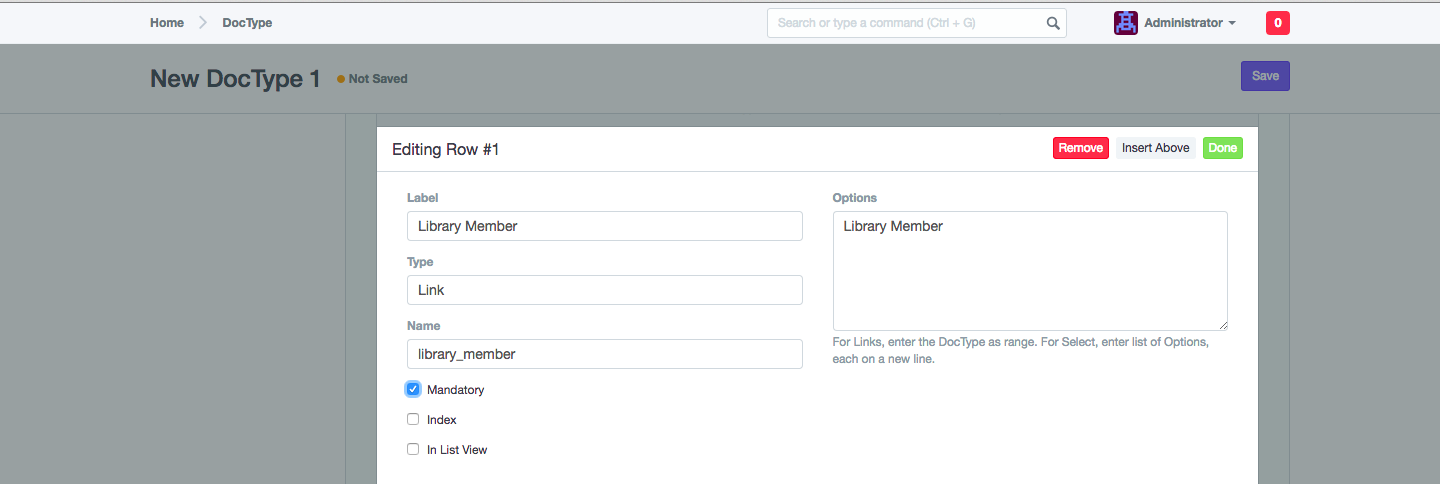 Home DocType Search or type a command (Ctrl + G) Administrator 0
New DocType 1 Not Saved Save
Editing Row #1 Remove Insert Above Done
Label
Library Member
Type
Link
Name
library_member
Mandatory
Index
In List View
Options
Library Member
For Links, enter the DocType as range. For Select, enter list of Options,
each on a new line.